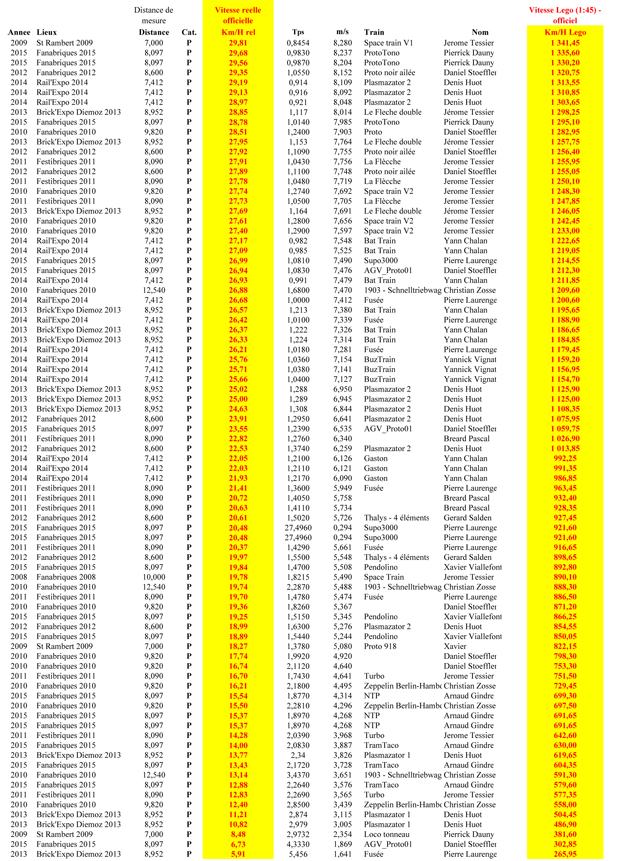 Distance de mesure Vitesse reelle officielle Vitesse Lego (1:45) - officiel
Annee Lieux Distance Cat. Km/H rel Tps m/s Train Nom Km/H Lego
2009 St Rambert 2009 7,000 P 29,81 0,8454 8,280 Space train V1 Jerome Tessier 1 341,45
2015 Fanabriques 2015 8,097 P 29,68 0,9830 8,237 ProtoTono Pierrick Dauny 1 335,60
2015 Fanabriques 2015 8,097 P 29,56 0,9870 8,204 ProtoTono Pierrick Dauny 1 330,20
2012 Fanabriques 2012 8,600 P 29,35 1,0550 8,152 Proto noir ailée Daniel Stoeffler 1 320,75
2014 Rail'Expo 2014 7,412 P 29,19 0,914 8,109 Plasmazator 2 Denis Huot 1 313,55
2014 Rail'Expo 2014 7,412 P 29,13 0,916 8,092 Plasmazator 2 Denis Huot 1 310,85
2014 Rail'Expo 2014 7,412 P 28,97 0,921 8,048 Plasmazator 2 Denis Huot 1 303,65
2013 Brick'Expo Diemoz 2013 8,952 P 28,85 1,117 8,014 Le Fleche double Jérome Tessier 1 298,25
2015 Fanabriques 2015 8,097 P 28,78 1,0140 7,985 ProtoTono Pierrick Dauny 1 295,10
2010 Fanabriques 2010 9,820 P 28,51 1,2400 7,903 Proto Daniel Stoeffler 1 282,95
2013 Brick'Expo Diemoz 2013 8,952 P 27,95 1,153 7,764 Le Fleche double Jérome Tessier 1 257,75
2012 Fanabriques 2012 8,600 P 27,92 1,1090 7,755 Proto noir ailée Daniel Stoeffler 1 256,40
2011 Festibriques 2011 8,090 P 27,91 1,0430 7,756 La Flècche Jerome Tessier 1 255,95
2012 Fanabriques 2012 8,600 P 27,89 1,1100 7,748 Proto noir ailée Daniel Stoeffler 1 255,05
2011 Festibriques 2011 8,090 P 27,78 1,0480 7,719 La Flècche Jerome Tessier 1 250,10
2010 Fanabriques 2010 9,820 P 27,74 1,2740 7,692 Space train V2 Jerome Tessier 1 248,30
2011 Festibriques 2011 8,090 P 27,73 1,0500 7,705 La Flècche Jerome Tessier 1 247,85
2013 Brick'Expo Diemoz 2013 8,952 P 27,69 1,164 7,691 Le Fleche double Jérome Tessier 1 246,05
2010 Fanabriques 2010 9,820 P 27,61 1,2800 7,656 Space train V2 Jerome Tessier 1 242,45
2010 Fanabriques 2010 9,820 P 27,40 1,2900 7,597 Space train V2 Jerome Tessier 1 233,00
2014 Rail'Expo 2014 7,412 P 27,17 0,982 7,548 Bat Train Yann Chalan 1 222,65
2014 Rail'Expo 2014 7,412 P 27,09 0,985 7,525 Bat Train Yann Chalan 1 219,05
2015 Fanabriques 2015 8,097 P 26,99 1,0810 7,490 Supo3000 Pierre Laurenge 1 214,55
2015 Fanabriques 2015 8,097 P 26,94 1,0830 7,476 AGV_Proto01 Daniel Stoeffler 1 212,30
2014 Rail'Expo 2014 7,412 P 26,93 0,991 7,479 Bat Train Yann Chalan 1 211,85
2010 Fanabriques 2010 12,540 P 26,88 1,6800 7,470 1903 - Schnelltriebwag Christian Zosse 1 209,60
2014 Rail'Expo 2014 7,412 P 26,68 1,0000 7,412 Fusée Pierre Laurenge 1 200,60
2013 Brick'Expo Diemoz 2013 8,952 P 26,57 1,213 7,380 Bat Train Yann Chalan 1 195,65
2014 Rail'Expo 2014 7,412 P 26,42 1,0100 7,339 Fusée Pierre Laurenge 1 188,90
2013 Brick'Expo Diemoz 2013 8,952 P 26,37 1,222 7,326 Bat Train Yann Chalan 1 186,65
2013 Brick'Expo Diemoz 2013 8,952 P 26,33 1,224 7,314 Bat Train Yann Chalan 1 184,85
2014 Rail'Expo 2014 7,412 P 26,21 1,0180 7,281 Fusée Pierre Laurenge 1 179,45
2014 Rail'Expo 2014 7,412 P 25,76 1,0360 7,154 BuzTrain Yannick Vignat 1 159,20
2014 Rail'Expo 2014 7,412 P 25,71 1,0380 7,141 BuzTrain Yannick Vignat 1 156,95
2014 Rail'Expo 2014 7,412 P 25,66 1,0400 7,127 BuzTrain Yannick Vignat 1 154,70
2013 Brick'Expo Diemoz 2013 8,952 P 25,02 1,288 6,950 Plasmazator 2 Denis Huot 1 125,90
2013 Brick'Expo Diemoz 2013 8,952 P 25,00 1,289 6,945 Plasmazator 2 Denis Huot 1 125,00
2013 Brick'Expo Diemoz 2013 8,952 P 24,63 1,308 6,844 Plasmazator 2 Denis Huot 1 108,35
2012 Fanabriques 2012 8,600 P 23,91 1,2950 6,641 Plasmazator 2 Denis Huot 1 075,95
2015 Fanabriques 2015 8,097 P 23,55 1,2390 6,535 AGV_Proto01 Daniel Stoeffler 1 059,75
2011 Festibriques 2011 8,090 P 22,82 1,2760 6,340 Breard Pascal 1 026,90
2012 Fanabriques 2012 8,600 P 22,53 1,3740 6,259 Plasmazator 2 Denis Huot 1 013,85
2014 Rail'Expo 2014 7,412 P 22,05 1,2100 6,126 Gaston Yann Chalan 992,25
2014 Rail'Expo 2014 7,412 P 22,03 1,2110 6,121 Gaston Yann Chalan 991,35
2014 Rail'Expo 2014 7,412 P 21,93 1,2170 6,090 Gaston Yann Chalan 986,85
2011 Festibriques 2011 8,090 P 21,41 1,3600 5,949 Fusée Pierre Laurenge 963,45
2011 Festibriques 2011 8,090 P 20,72 1,4050 5,758 Breard Pascal 932,40
2011 Festibriques 2011 8,090 P 20,63 1,4110 5,734 Breard Pascal 928,35
2012 Fanabriques 2012 8,600 P 20,61 1,5020 5,726 Thalys - 4 éléments Gerard Salden 927,45
2015 Fanabriques 2015 8,097 P 20,48 27,4960 0,294 Supo3000 Pierre Laurenge 921,60
2015 Fanabriques 2015 8,097 P 20,48 27,4960 0,294 Supo3000 Pierre Laurenge 921,60
2011 Festibriques 2011 8,090 P 20,37 1,4290 5,661 Fusée Pierre Laurenge 916,65
2012 Fanabriques 2012 8,600 P 19,97 1,5500 5,548 Thalys - 4 éléments Gerard Salden 898,65
2015 Fanabriques 2015 8,097 P 19,84 1,4700 5,508 Pendolino Xavier Viallefont 892,80
2008 Fanabriques 2008 10,000 P 19,78 1,8215 5,490 Space Train Jerome Tessier 890,10
2010 Fanabriques 2010 12,540 P 19,74 2,2870 5,488 1903 - Schnelltriebwag Christian Zosse 888,30
2011 Festibriques 2011 8,090 P 19,70 1,4780 5,474 Fusée Pierre Laurenge 886,50
2010 Fanabriques 2010 9,820 P 19,36 1,8260 5,367 Daniel Stoeffler 871,20
2015 Fanabriques 2015 8,097 P 19,25 1,5150 5,345 Pendolino Xavier Viallefont 866,25
2012 Fanabriques 2012 8,600 P 18,99 1,6300 5,276 Plasmazator 2 Denis Huot 854,55
2015 Fanabriques 2015 8,097 P 18,89 1,5440 5,244 Pendolino Xavier Viallefont 850,05
2009 St Rambert 2009 7,000 P 18,27 1,3780 5,080 Proto 918 Xavier 822,15
2010 Fanabriques 2010 9,820 P 17,74 1,9920 4,920 Daniel Stoeffler 798,30
2010 Fanabriques 2010 9,820 P 16,74 2,1120 4,640 Daniel Stoeffler 753,30
2011 Festibriques 2011 8,090 P 16,70 1,7430 4,641 Turbo Jerome Tessier 751,50
2010 Fanabriques 2010 9,820 P 16,21 2,1800 4,495 Zeppelin Berlin-Hambo Christian Zosse 729,45
2015 Fanabriques 2015 8,097 P 15,54 1,8770 4,314 NTP Arnaud Gindre 699,30
2010 Fanabriques 2010 9,820 P 15,50 2,2810 4,296 Zeppelin Berlin-Hambo Christian Zosse 697,50
2015 Fanabriques 2015 8,097 P 15,37 1,8970 4,268 NTP Arnaud Gindre 691,65
2015 Fanabriques 2015 8,097 P 15,37 1,8970 4,268 NTP Arnaud Gindre 691,65
2011 Festibriques 2011 8,090 P 14,28 2,0390 3,968 Turbo Jerome Tessier 642,60
2015 Fanabriques 2015 8,097 P 14,00 2,0830 3,887 TramTaco Arnaud Gindre 630,00
2013 Brick'Expo Diemoz 2013 8,952 P 13,77 2,34 3,826 Plasmazator 1 Denis Huot 619,65
2015 Fanabriques 2015 8,097 P 13,43 2,1720 3,728 TramTaco Arnaud Gindre 604,35
2010 Fanabriques 2010 12,540 P 13,14 3,4370 3,651 1903 - Schnelltriebwag Christian Zosse 591,30
2015 Fanabriques 2015 8,097 P 12,88 2,2640 3,576 TramTaco Arnaud Gindre 579,60
2011 Festibriques 2011 8,090 P 12,83 2,2690 3,565 Turbo Jerome Tessier 577,35
2010 Fanabriques 2010 9,820 P 12,40 2,8500 3,439 Zeppelin Berlin-Hambo Christian Zosse 558,00
2013 Brick'Expo Diemoz 2013 8,952 P 11,21 2,874 3,115 Plasmazator 1 Denis Huot 504,45
2013 Brick'Expo Diemoz 2013 8,952 P 10,82 2,979 3,005 Plasmazator 1 Denis Huot 486,90
2009 St Rambert 2009 7,000 P 8,48 2,9732 2,354 Loco tonneau Pierrick Dauny 381,60
2015 Fanabriques 2015 8,097 P 6,73 4,3330 1,869 AGV_Proto01 Daniel Stoeffler 302,85
2013 Brick'Expo Diemoz 2013 8,952 P 5,91 5,456 1,641 Fusée Pierre Laurenge 265,95